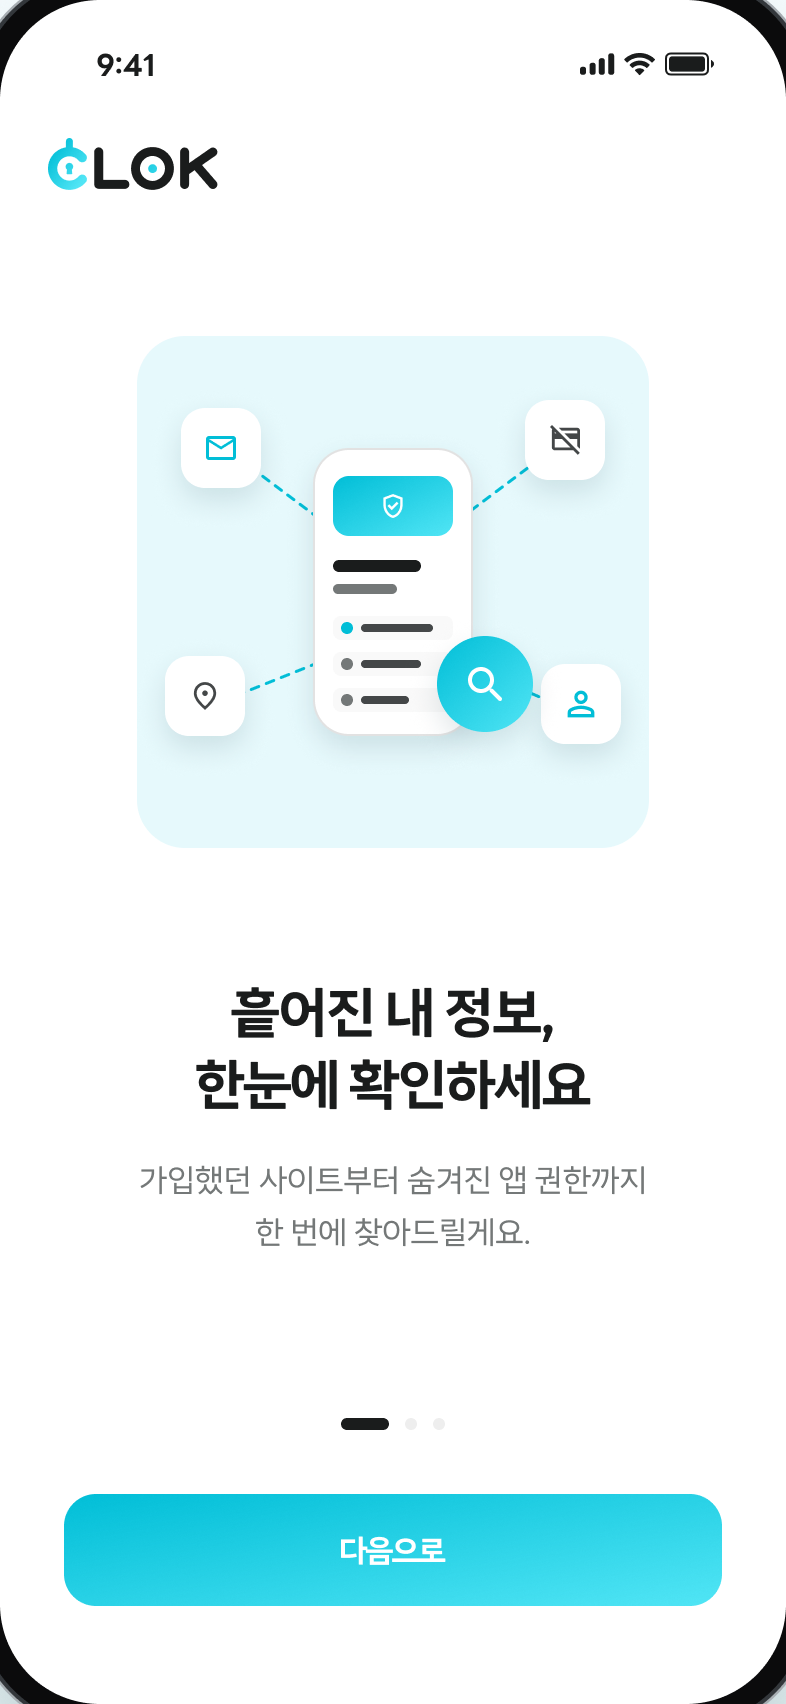 9:41
CLOK
흩어진 내 정보,
한눈에 확인하세요
가입했던 사이트부터 숨겨진 앱 권한까지
한 번에 찾아드릴게요.
다음으로